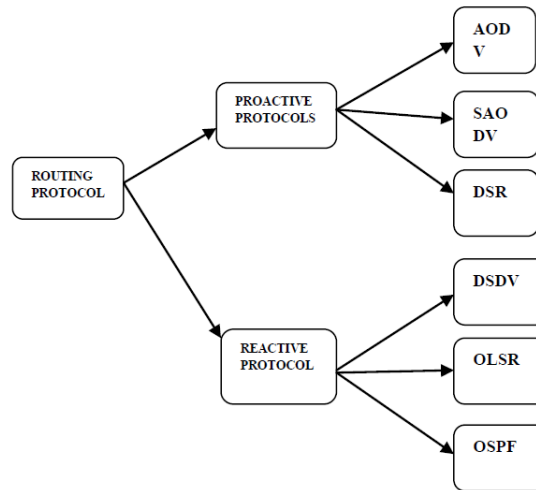 AOD
V
PROACTIVE
PROTOCOLS
SAO
DV
ROUTING
PROTOCOL
DSR
DSDV
REACTIVE
PROTOCOL
OLSR
OSPF